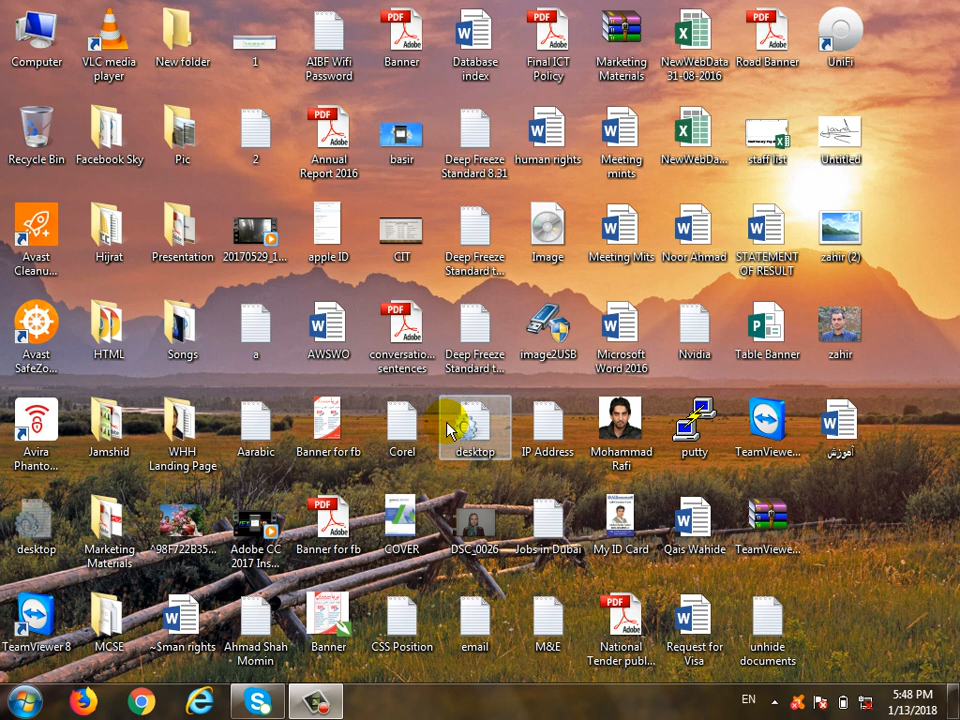 Computer
VLC media
player
New folder
1
AIBF Wifi
Password
Banner
Database
index
Final ICT
Policy
Marketing
Materials
NewWebData
31-08-2016
Road Banner
UniFi
Recycle Bin
Facebook Sky
Pic
2
Annual
Report 2016
basir
Deep Freeze
Standard 8.31
human rights
Meeting
mints
NewWebDa...
staff list
Untitled
Avast
Cleanu...
Hijrat
Presentation
20170529_1...
apple ID
CIT
Deep Freeze
Standard t...
Image
Meeting Mits
Noor Ahmad
STATEMENT
OF RESULT
zahir (2)
Avast
SafeZo...
HTML
Songs
a
AWSWO
conversatio...
sentences
Deep Freeze
Standard t...
image2USB
Microsoft
Word 2016
Nvidia
Table Banner
zahir
Avira
Phanto...
Jamshid
WHH
Landing Page
Aarabic
Banner for fb
Corel
desktop
IP Address
Mohammad
Rafi
putty
TeamViewe...
آموزش
desktop
Marketing
Materials
^98F722B35...
Adobe CC
2017 Ins...
Banner for fb
COVER
DSC_0026
Jobs in Dubai
My ID Card
Qais Wahide
TeamViewe...
TeamViewer 8
MCSE
~$man rights
Ahmad Shah
Momin
Banner
CSS Position
email
M&E
National
Tender publ...
Request for
Visa
unhide
documents
EN
5:48 PM
1/13/2018